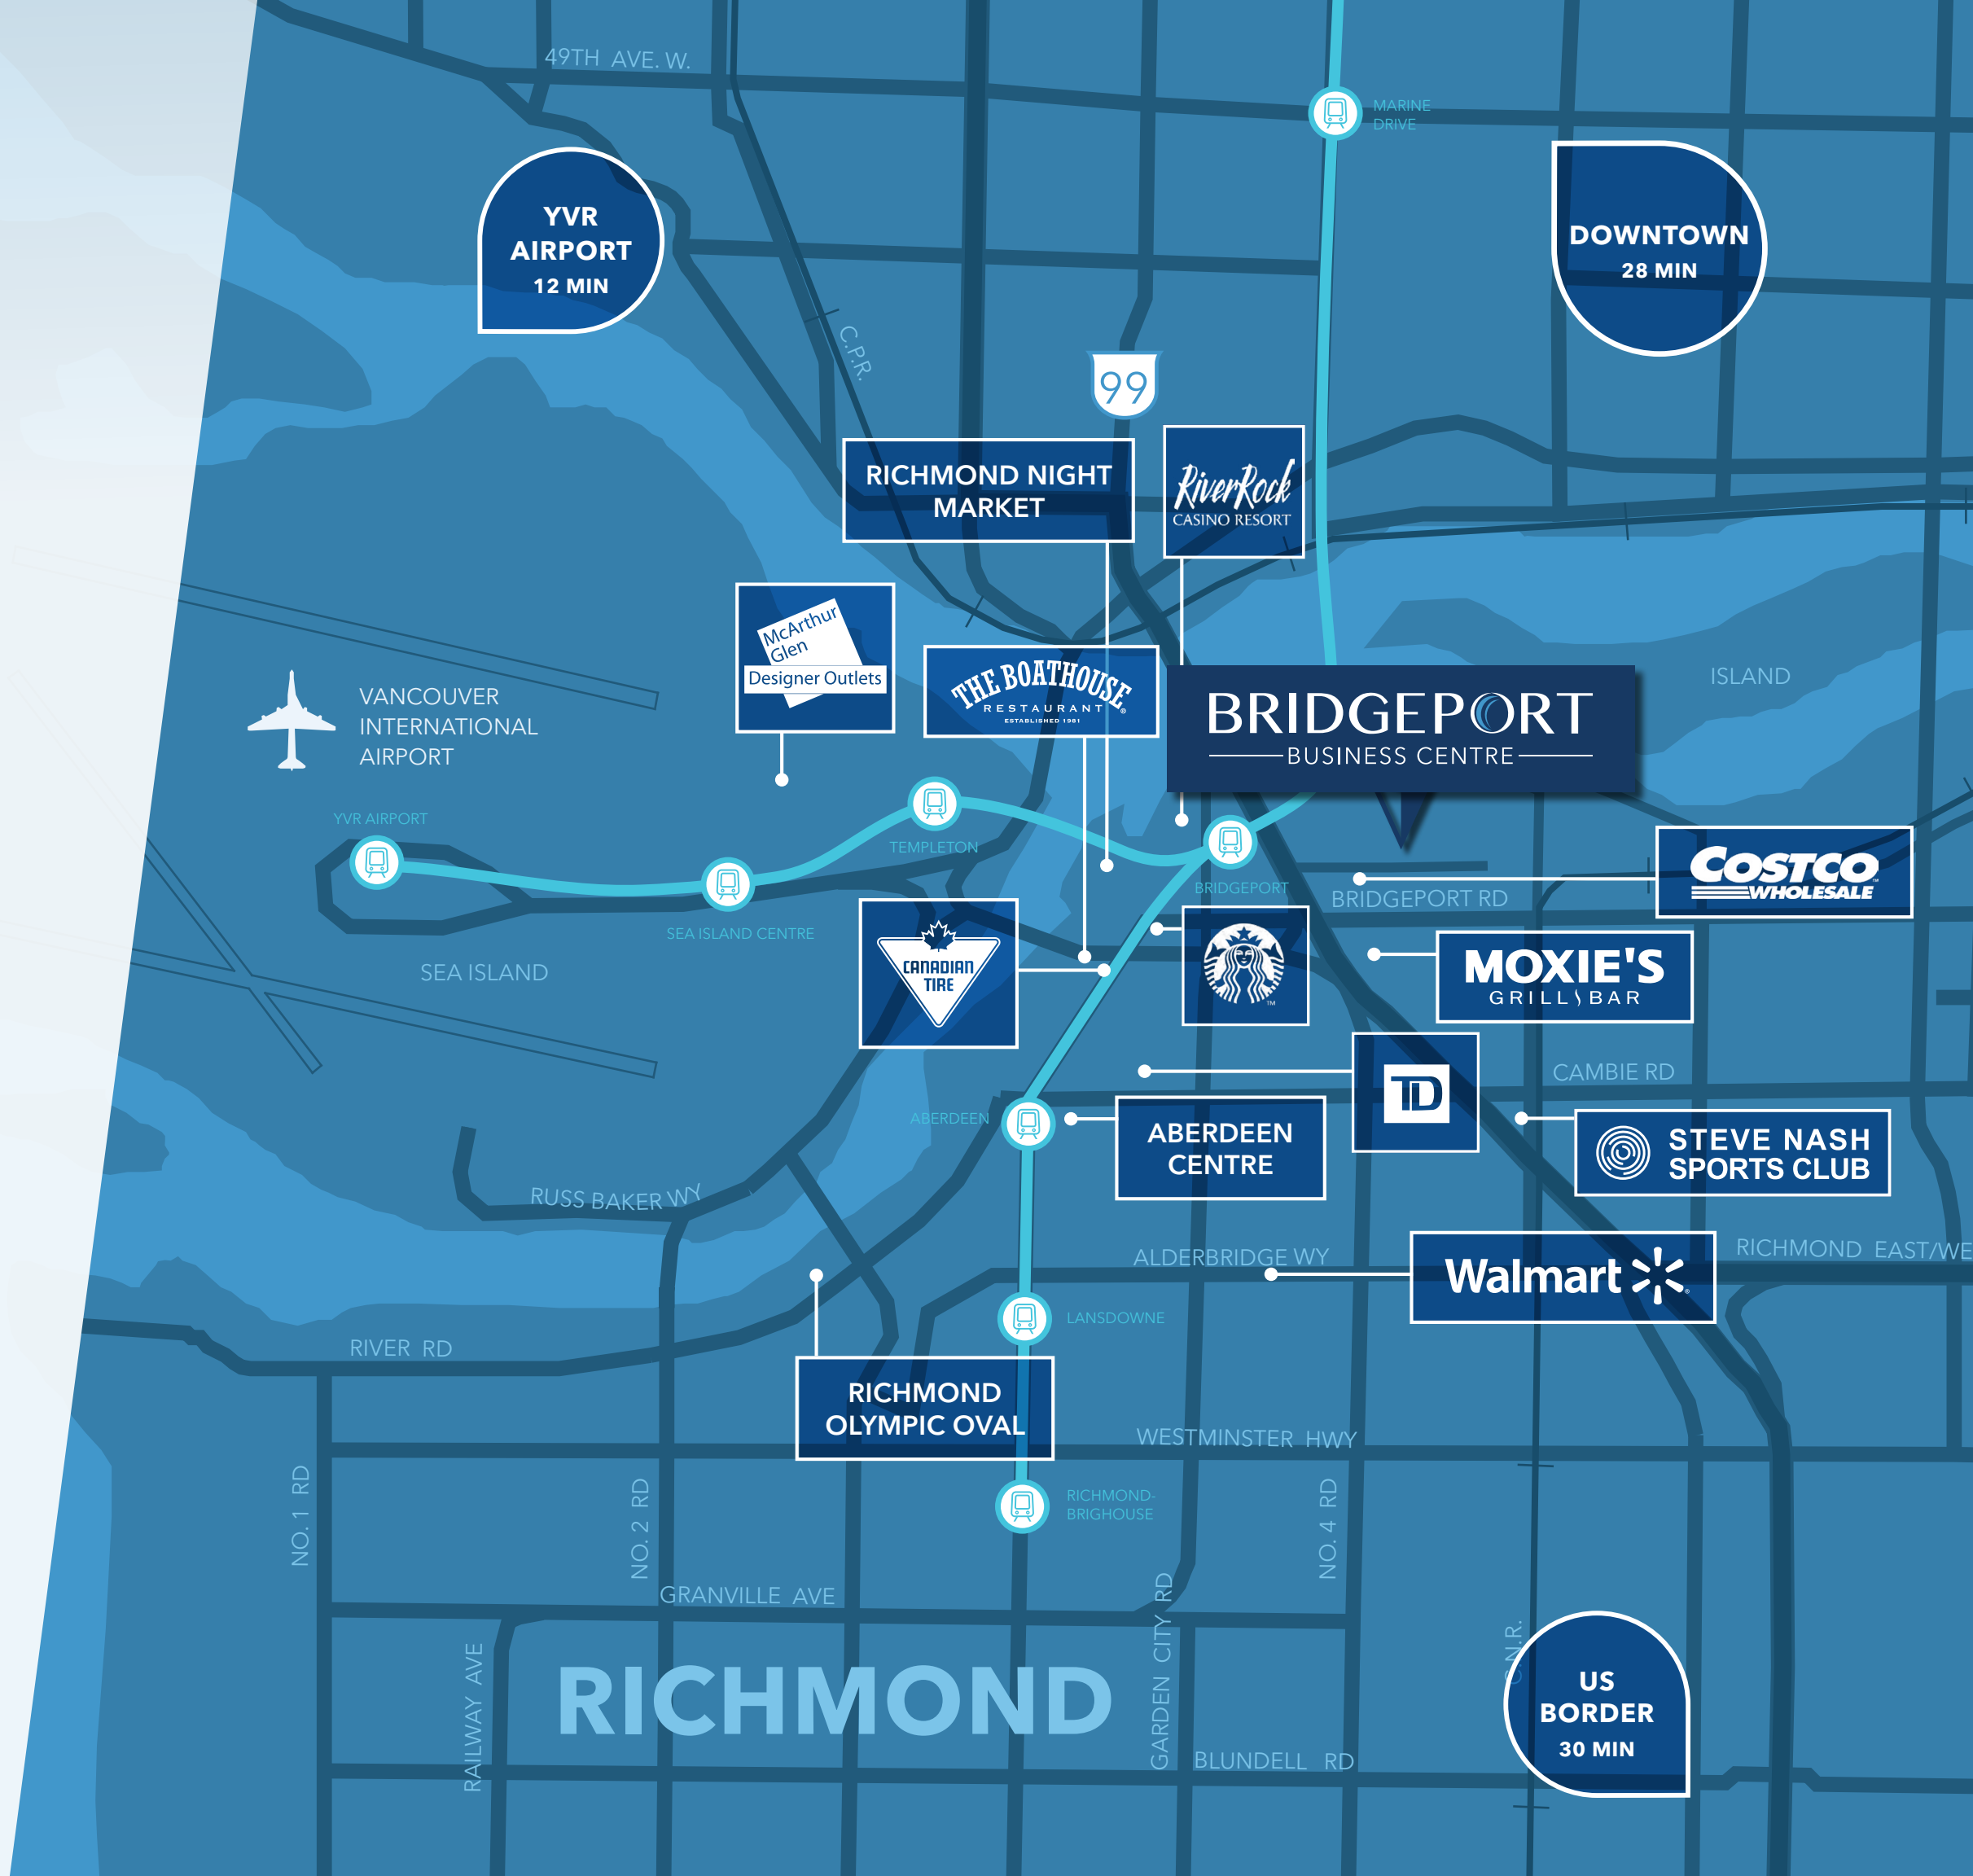 49TH AVE. W.
MARINE
DRIVE
YVR
AIRPORT
12 MIN
DOWNTOWN
28 MIN
C.P.R.
99
RICHMOND NIGHT
MARKET
RiverRock
CASINO RESORT
McArthur
Glen
Designer Outlets
THE BOATHOUSE
RESTAURANT
ESTABLISHED 1981
BRIDGEPORT
BUSINESS CENTRE
ISLAND
VANCOUVER
INTERNATIONAL
AIRPORT
YVR AIRPORT
TEMPLETON
SEA ISLAND CENTRE
BRIDGEPORT
BRIDGEPORT RD
COSTCO
WHOLESALE
SEA ISLAND
CANADIAN
TIRE
TM
MOXIE'S
GRILL BAR
TD
CAMBIE RD
ABERDEEN
ABERDEEN
CENTRE
STEVE NASH
SPORTS CLUB
RUSS BAKER WY
ALDERBRIDGE WY
Walmart
RICHMOND EAST/WE
LANSDOWNE
RIVER RD
RICHMOND
OLYMPIC OVAL
WESTMINSTER HWY
RICHMOND-
BRIGHOUSE
NO. 1 RD
NO. 2 RD
NO. 4 RD
GRANVILLE AVE
GARDEN CITY RD
RAILWAY AVE
C.N.R.
RICHMOND
US
BORDER
30 MIN
BLUNDELL RD